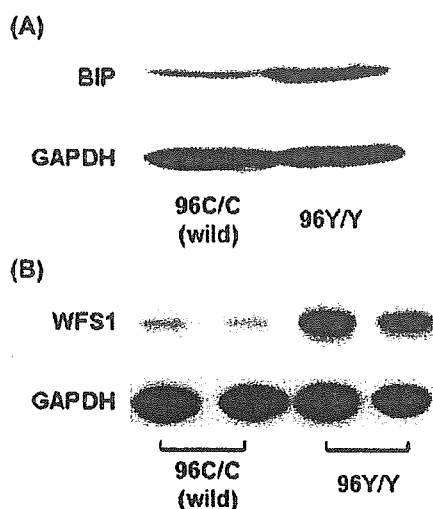 (A)
BIP
GAPDH
96C/C 96Y/Y
(wild)
(B)
WFS1
GAPDH
96C/C 96Y/Y
(wild)